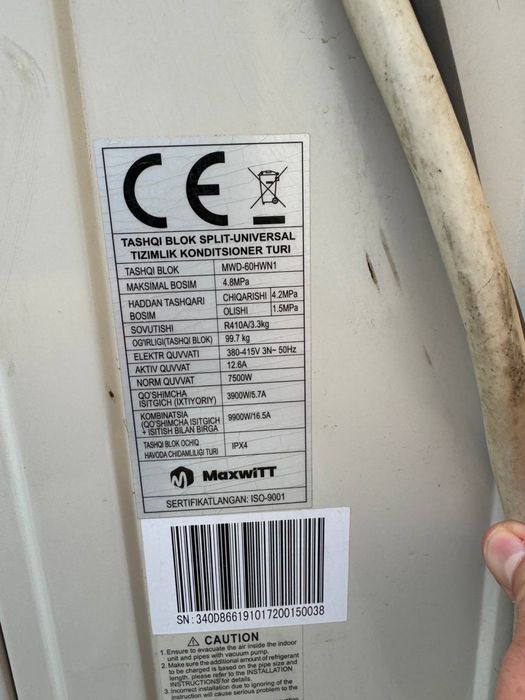 CE
TASHQI BLOK SPLIT-UNIVERSAL
TIZIMLIK KONDITSIONER TURI
TASHQI BLOK MWD-60HWN1
MAKSIMAL BOSIM 4.8MPa
HADDAN TASHQARI BOSIM CHIQARISHI 4.2MPa
OLISHI 1.5MPa
SOVUTISHI R410A/3.3kg
OG'IRLIGI(TASHQI BLOK) 99.7 kg
ELEKTR QUVVATI 380-415V 3N~ 50Hz
AKTIV QUVVAT 12.6A
NORM QUVVAT 7500W
QO'SHIMCHA
ISITGICH (IXTIYORIY) 3900W/5.7A
KOMBINATSIA
(QO'SHIMCHA ISITGICH
+ ISITISH BILAN BIRGA 9900W/16.5A
TASHQI BLOK OCHIQ
HAVODA CHIDAMLILIGI TURI IPX4
MaxwiTT
SERTIFIKATLANGAN: ISO-9001
SN: 340D866191017200150038
CAUTION
1. Ensure to evacuate the air inside the indoor
unit and pipes with vacuum pump.
2. Make sure the additional amount of refrigerant
to be charged is based on the pipe size and
length, please refer to the INSTALLATION
INSTRUCTIONS for details.
3. Incorrect installation due to ignoring of the
instruction will cause serious problem to the